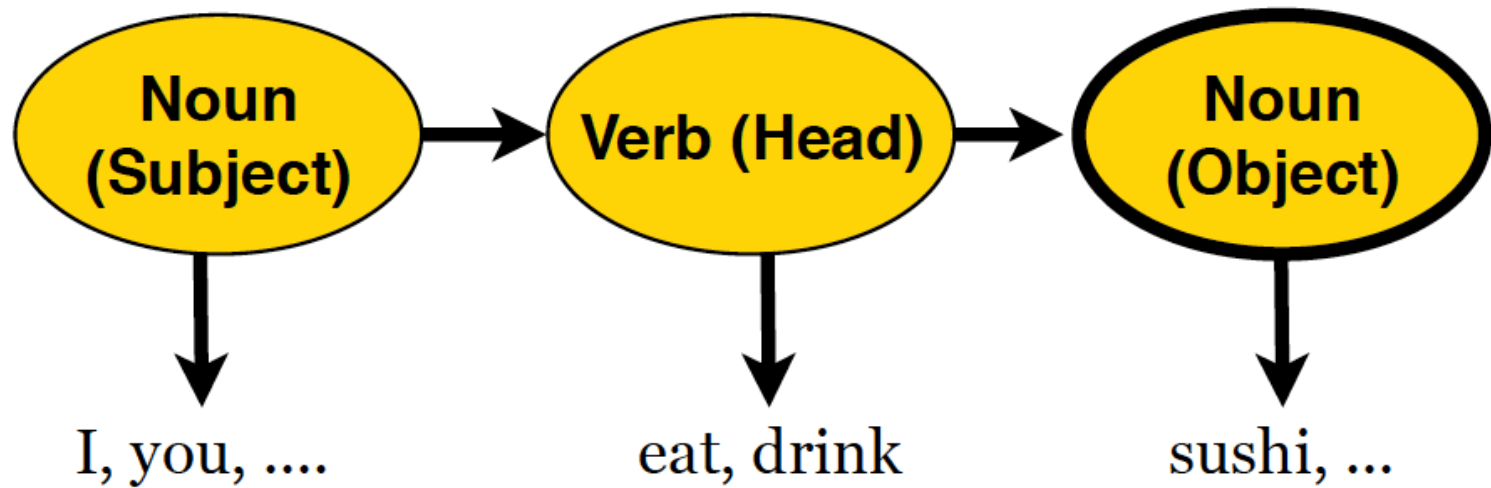 Noun
(Subject)
Verb (Head)
Noun
(Object)
I, you, ....
eat, drink
sushi, ...